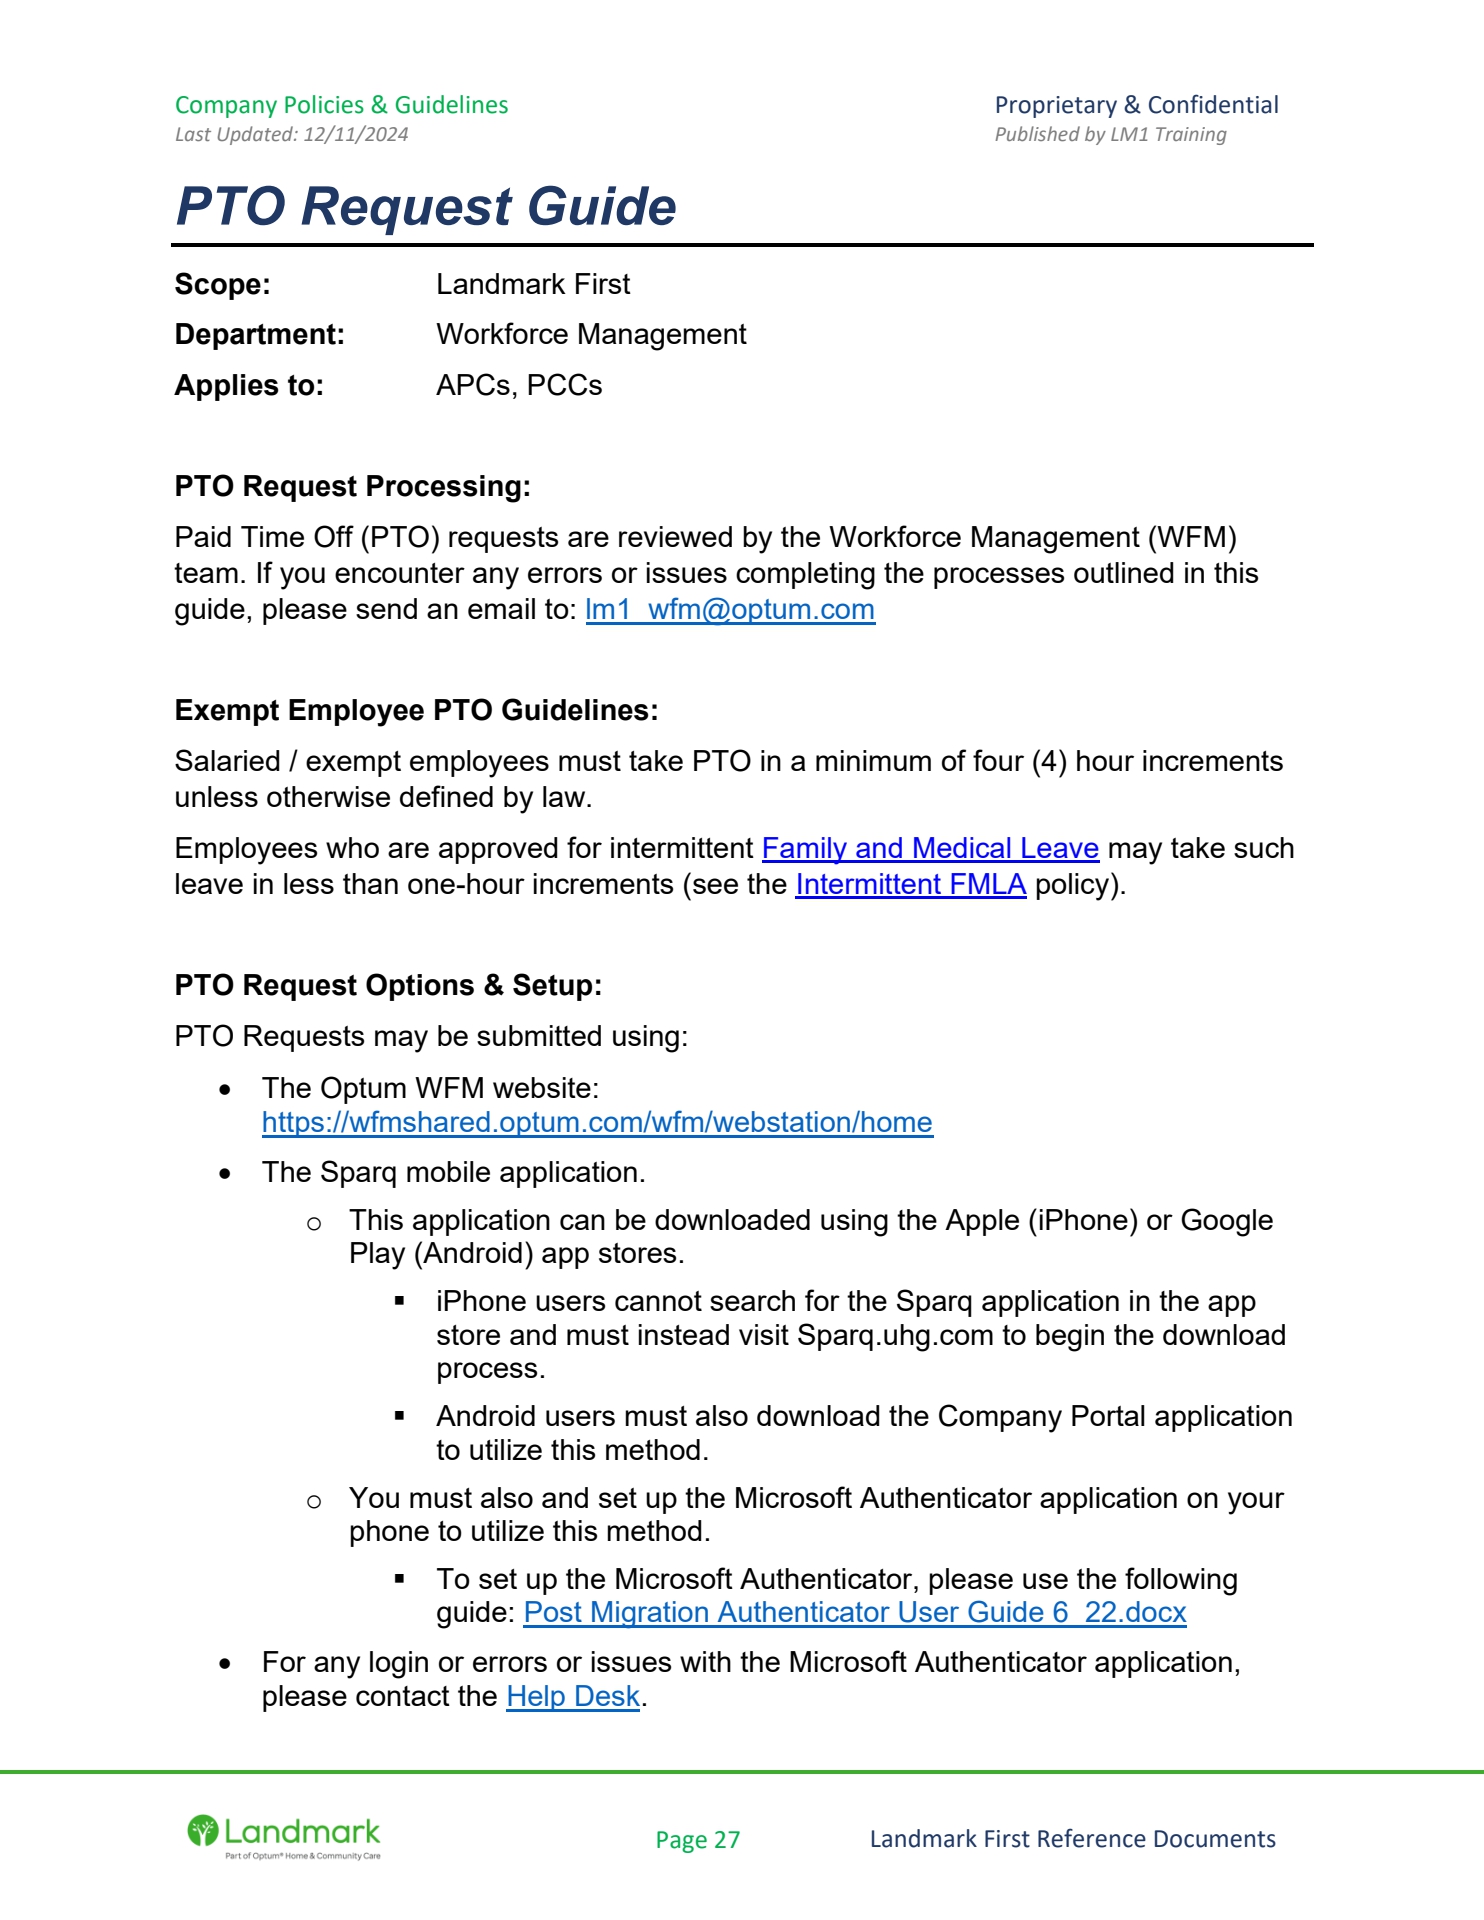 Company Policies & Guidelines
Proprietary & Confidential
Last Updated: 12/11/2024
Published by LM1 Training
PTO Request Guide
Scope: Landmark First
Department: Workforce Management
Applies to: APCs, PCCs
PTO Request Processing:
Paid Time Off (PTO) requests are reviewed by the Workforce Management (WFM)
team. If you encounter any errors or issues completing the processes outlined in this
guide, please send an email to: lm1_wfm@optum.com
Exempt Employee PTO Guidelines:
Salaried / exempt employees must take PTO in a minimum of four (4) hour increments
unless otherwise defined by law.
Employees who are approved for intermittent Family and Medical Leave may take such
leave in less than one-hour increments (see the Intermittent FMLA policy).
PTO Request Options & Setup:
PTO Requests may be submitted using:
• The Optum WFM website:
https://wfmshared.optum.com/wfm/webstation/home
• The Sparq mobile application.
o This application can be downloaded using the Apple (iPhone) or Google
Play (Android) app stores.
▪ iPhone users cannot search for the Sparq application in the app
store and must instead visit Sparq.uhg.com to begin the download
process.
▪ Android users must also download the Company Portal application
to utilize this method.
o You must also and set up the Microsoft Authenticator application on your
phone to utilize this method.
▪ To set up the Microsoft Authenticator, please use the following
guide: Post Migration Authenticator User Guide 6_22.docx
• For any login or errors or issues with the Microsoft Authenticator application,
please contact the Help Desk.
Landmark
Part of Optum® Home & Community Care
Page 27
Landmark First Reference Documents